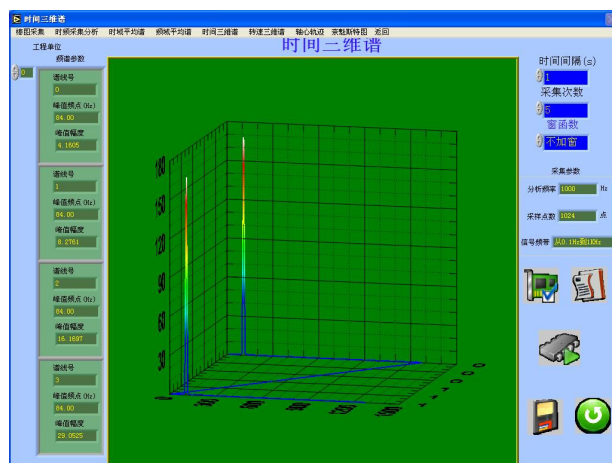 时间三维谱
棒图采集 时频采集分析 时域平均谱 频域平均谱 时间三维谱 转速三维谱 轴心轨迹 奈魁斯特图 返回
时间三维谱
工程单位
频谱参数
0
谱线号
0
峰值频点(Hz)
84.00
峰值幅度
4.1605
谱线号
1
峰值频点(Hz)
84.00
峰值幅度
8.2761
谱线号
2
峰值频点(Hz)
84.00
峰值幅度
16.1697
谱线号
3
峰值频点(Hz)
84.00
峰值幅度
29.0525
180
150
120
90
60
30
0
时间间隔(s)
1
采集次数
5
窗函数
不加窗
采集参数
分析频率 1000 Hz
采样点数 1024 点
信号频带 从0.1Hz到1KHz